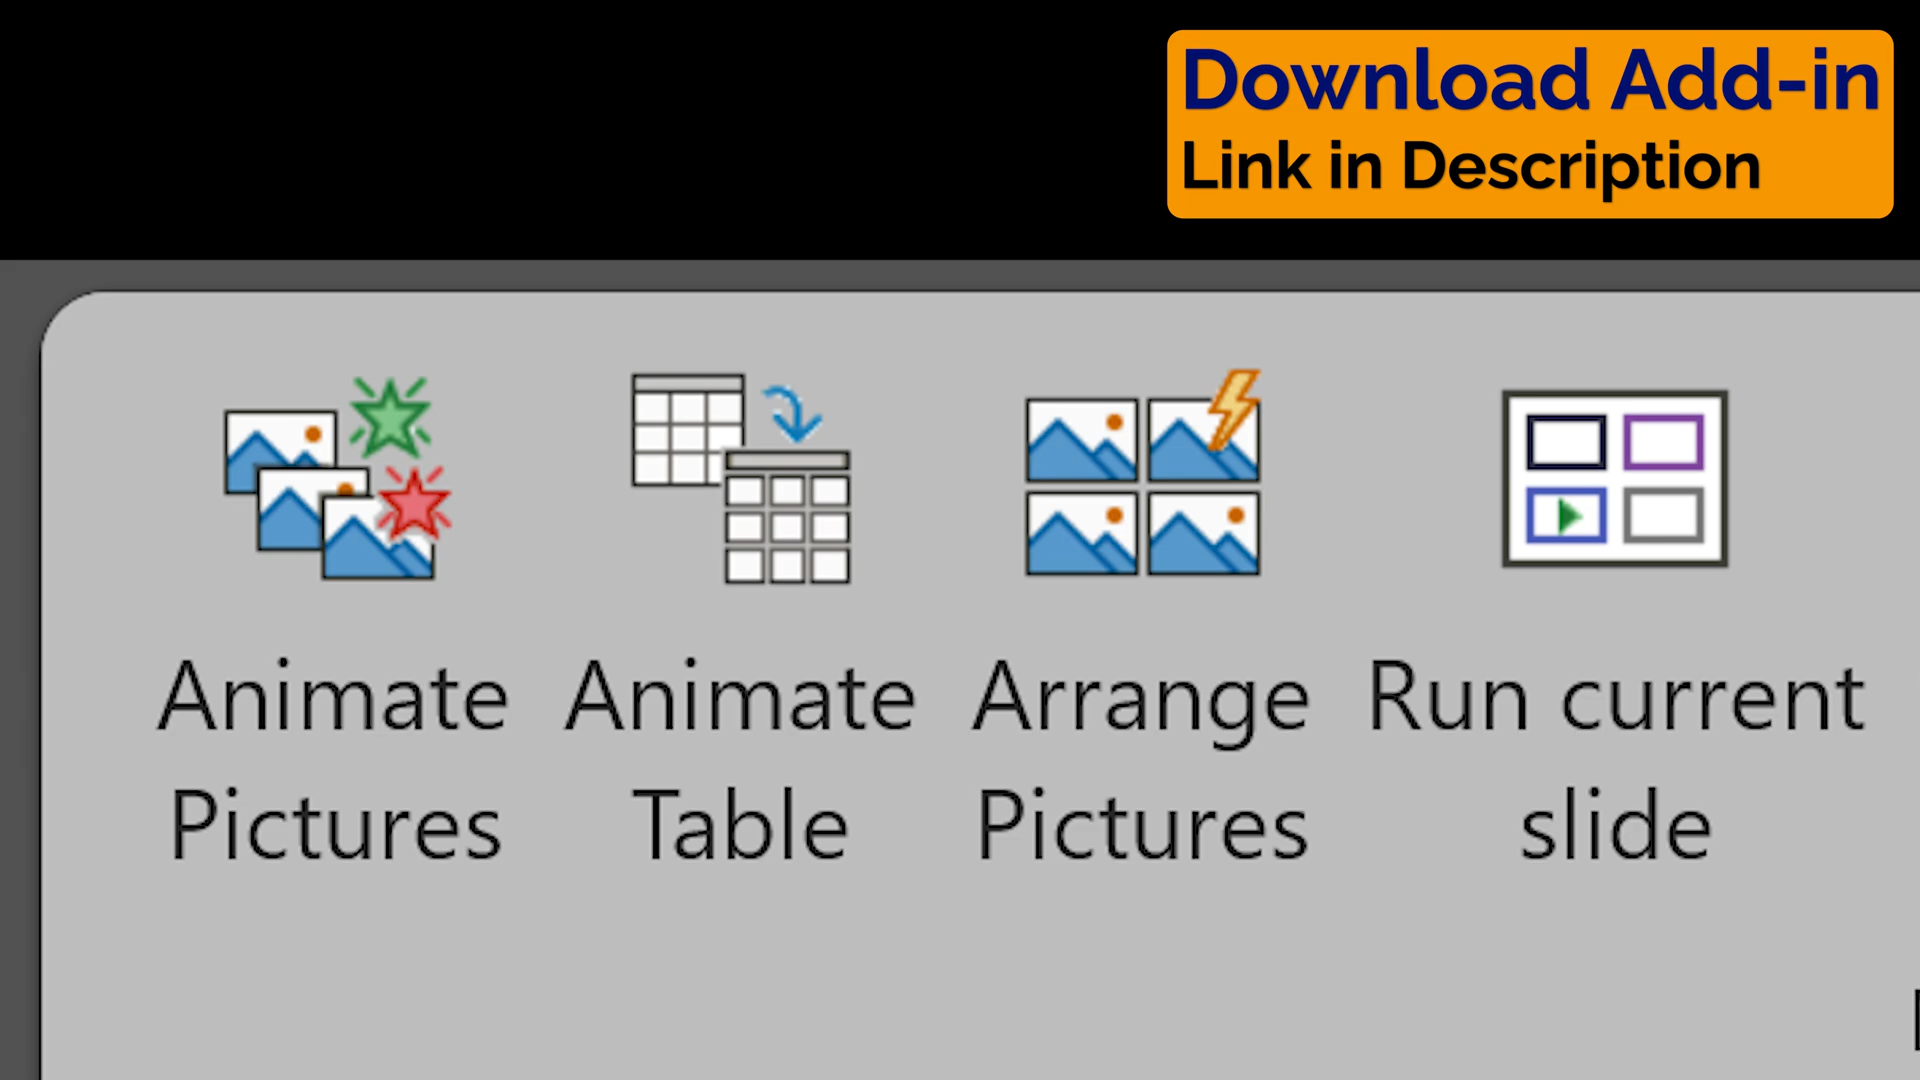 Download Add-in
Link in Description
Animate Pictures
Animate Table
Arrange Pictures
Run current slide